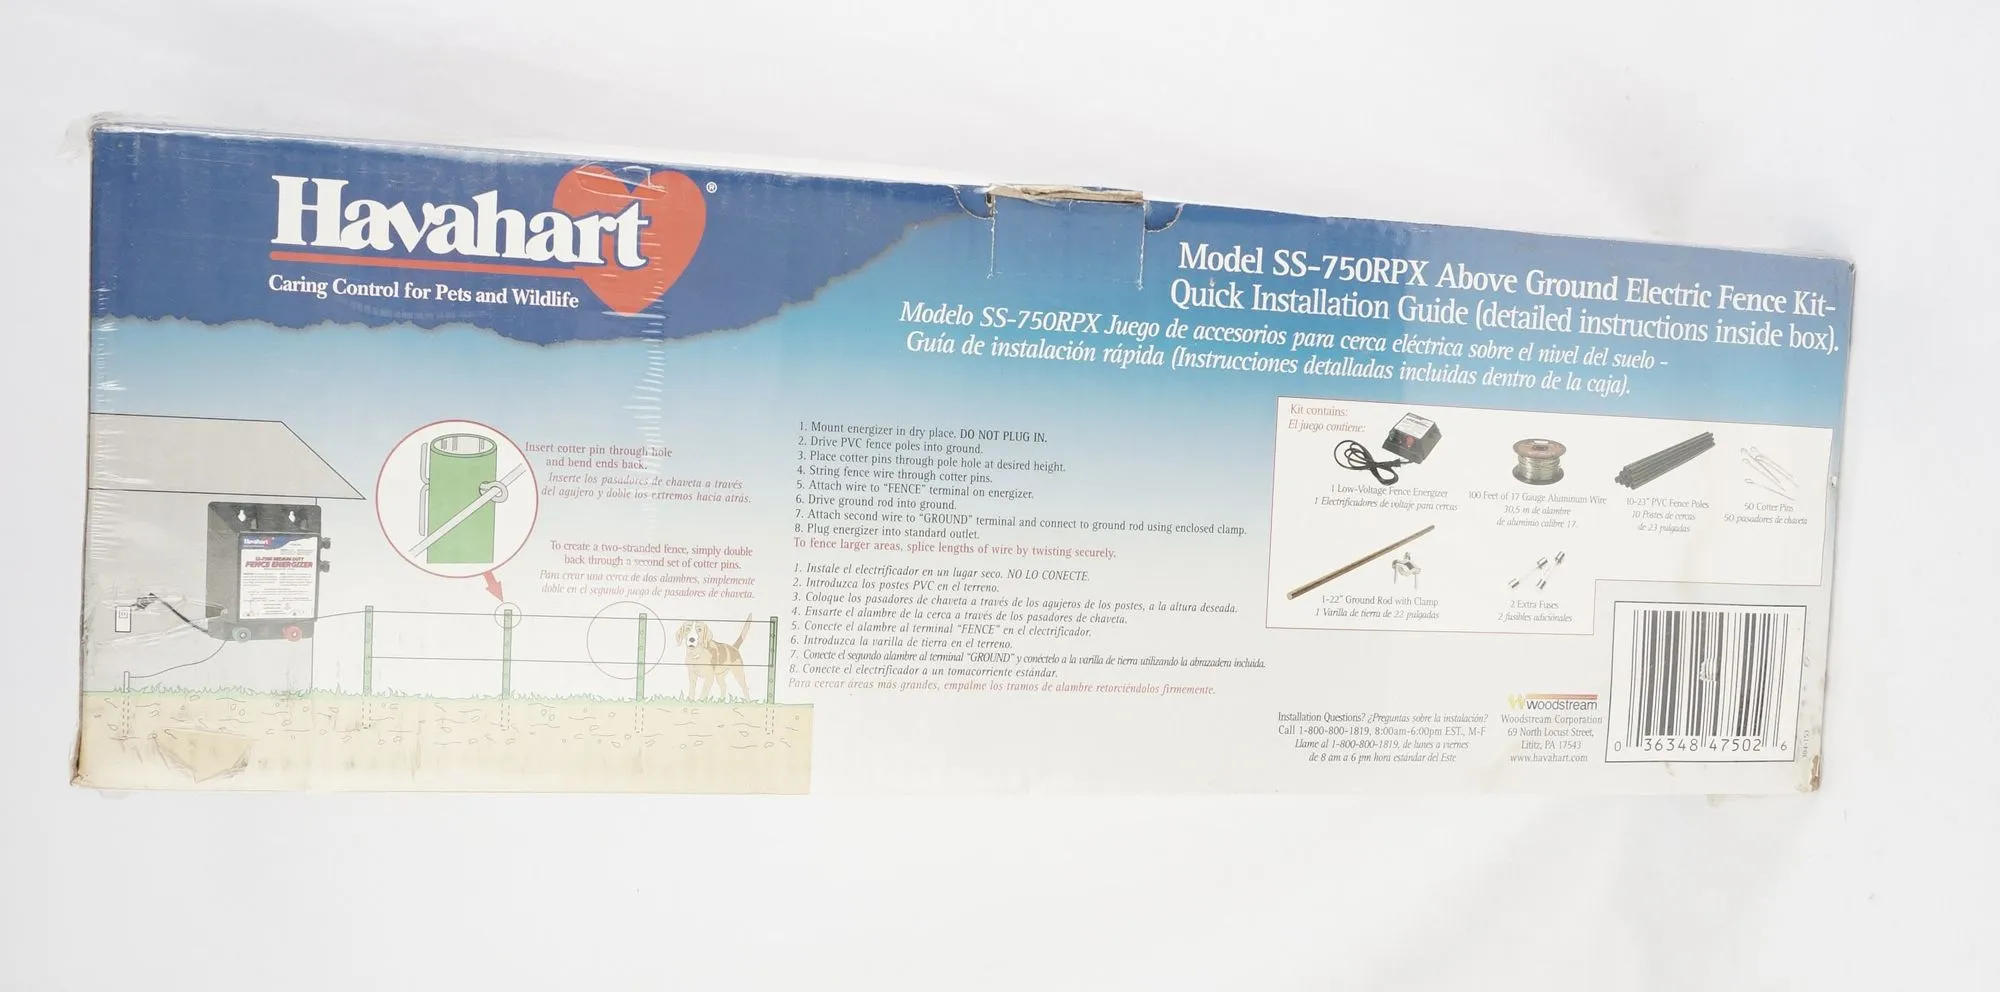 Havahart®
Caring Control for Pets and Wildlife
Model SS-750RPX Above Ground Electric Fence Kit-
Quick Installation Guide (detailed instructions inside box).
Modelo SS-750RPX Juego de accesorios para cerca eléctrica sobre el nivel del suelo -
Guía de instalación rápida (Instrucciones detalladas incluidas dentro de la caja).
Insert cotter pin through hole
and bend ends back.
Inserte los pasadores de chaveta a través
del agujero y doble los extremos hacia atrás.
To create a two-stranded fence, simply double
back through a second set of cotter pins.
Para crear una cerca de dos alambres, simplemente
doble en el segundo juego de pasadores de chaveta.
Havahart
SS-750X MEDIUM DUTY
FENCE ENERGIZER
1. Mount energizer in dry place. DO NOT PLUG IN.
2. Drive PVC fence poles into ground.
3. Place cotter pins through pole hole at desired height.
4. String fence wire through cotter pins.
5. Attach wire to "FENCE" terminal on energizer.
6. Drive ground rod into ground.
7. Attach second wire to "GROUND" terminal and connect to ground rod using enclosed clamp.
8. Plug energizer into standard outlet.
To fence larger areas, splice lengths of wire by twisting securely.
1. Instale el electrificador en un lugar seco. NO LO CONECTE.
2. Introduzca los postes PVC en el terreno.
3. Coloque los pasadores de chaveta a través de los agujeros de los postes, a la altura deseada.
4. Ensarte el alambre de la cerca a través de los pasadores de chaveta.
5. Conecte el alambre al terminal "FENCE" en el electrificador.
6. Introduzca la varilla de tierra en el terreno.
7. Conecte el segundo alambre al terminal "GROUND" y conéctelo a la varilla de tierra utilizando la abrazadera incluida.
8. Conecte el electrificador a un tomacorriente estándar.
Para cercar áreas más grandes, empalme los tramos de alambre retorciéndolos firmemente.
Kit contains:
El juego contiene:
1 Low-Voltage Fence Energizer
1 Electrificadores de voltaje para cercas
100 Feet of 17 Gauge Aluminum Wire
30,5 m de alambre
de aluminio calibre 17.
10-23" PVC Fence Poles
10 Postes de cercas
de 23 pulgadas
50 Cotter Pins
50 pasadores de chaveta
1-22" Ground Rod with Clamp
1 Varilla de tierra de 22 pulgadas
2 Extra Fuses
2 fusibles adicionales
Installation Questions? ¿Preguntas sobre la instalación?
Call 1-800-800-1819, 8:00am-6:00pm EST., M-F
Llame al 1-800-800-1819, de lunes a viernes
de 8 am a 6 pm hora estándar del Este
woodstream
Woodstream Corporation
69 North Locust Street,
Lititz, PA 17543
www.havahart.com
0 36348 47502 6